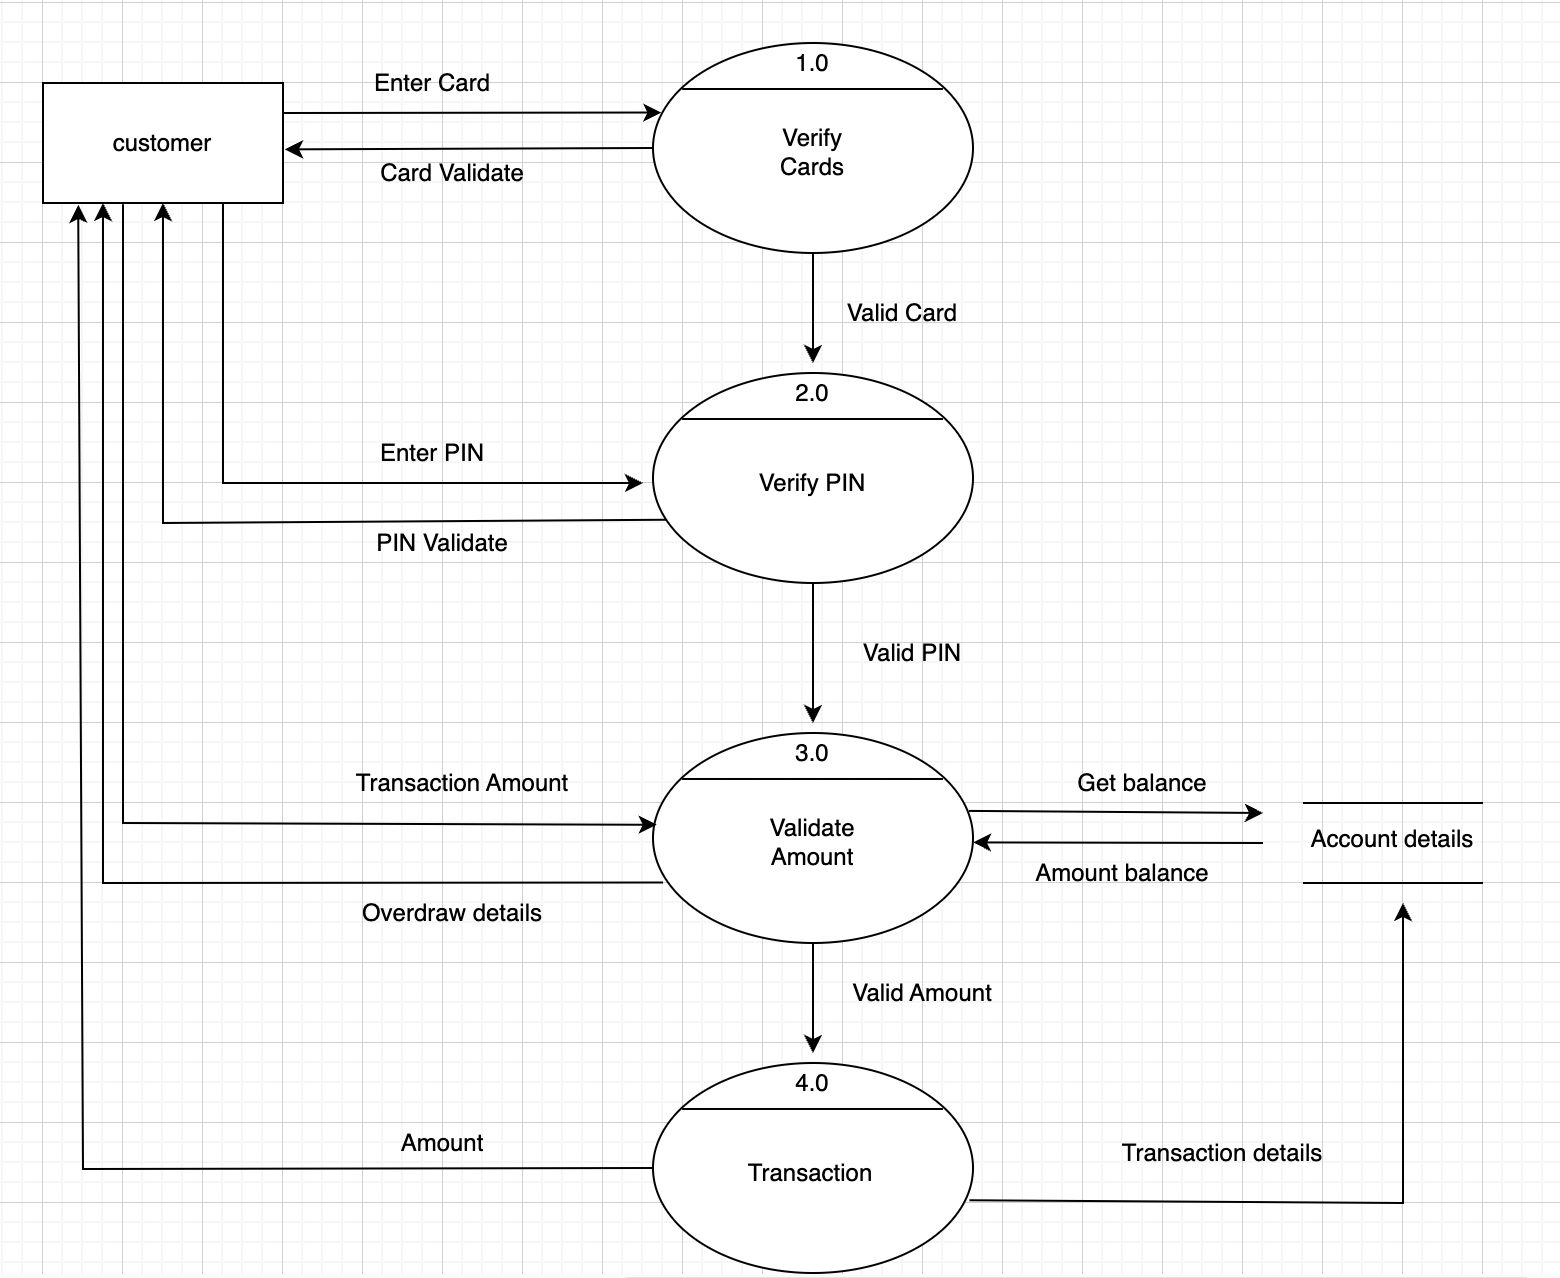 1.0
Enter Card
customer
Verify
Cards
Card Validate
Valid Card
2.0
Enter PIN
Verify PIN
PIN Validate
Valid PIN
3.0
Transaction Amount
Get balance
Validate
Amount
Account details
Amount balance
Overdraw details
Valid Amount
4.0
Amount
Transaction details
Transaction